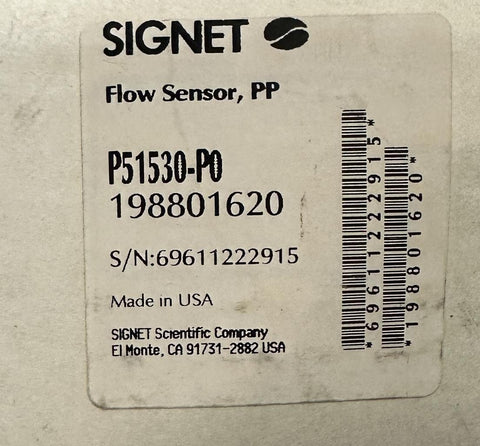 SIGNET
Flow Sensor, PP
P51530-P0
198801620
S/N:69611222915
Made in USA
SIGNET Scientific Company
El Monte, CA 91731-2882 USA
*69611222915*
*198801620*